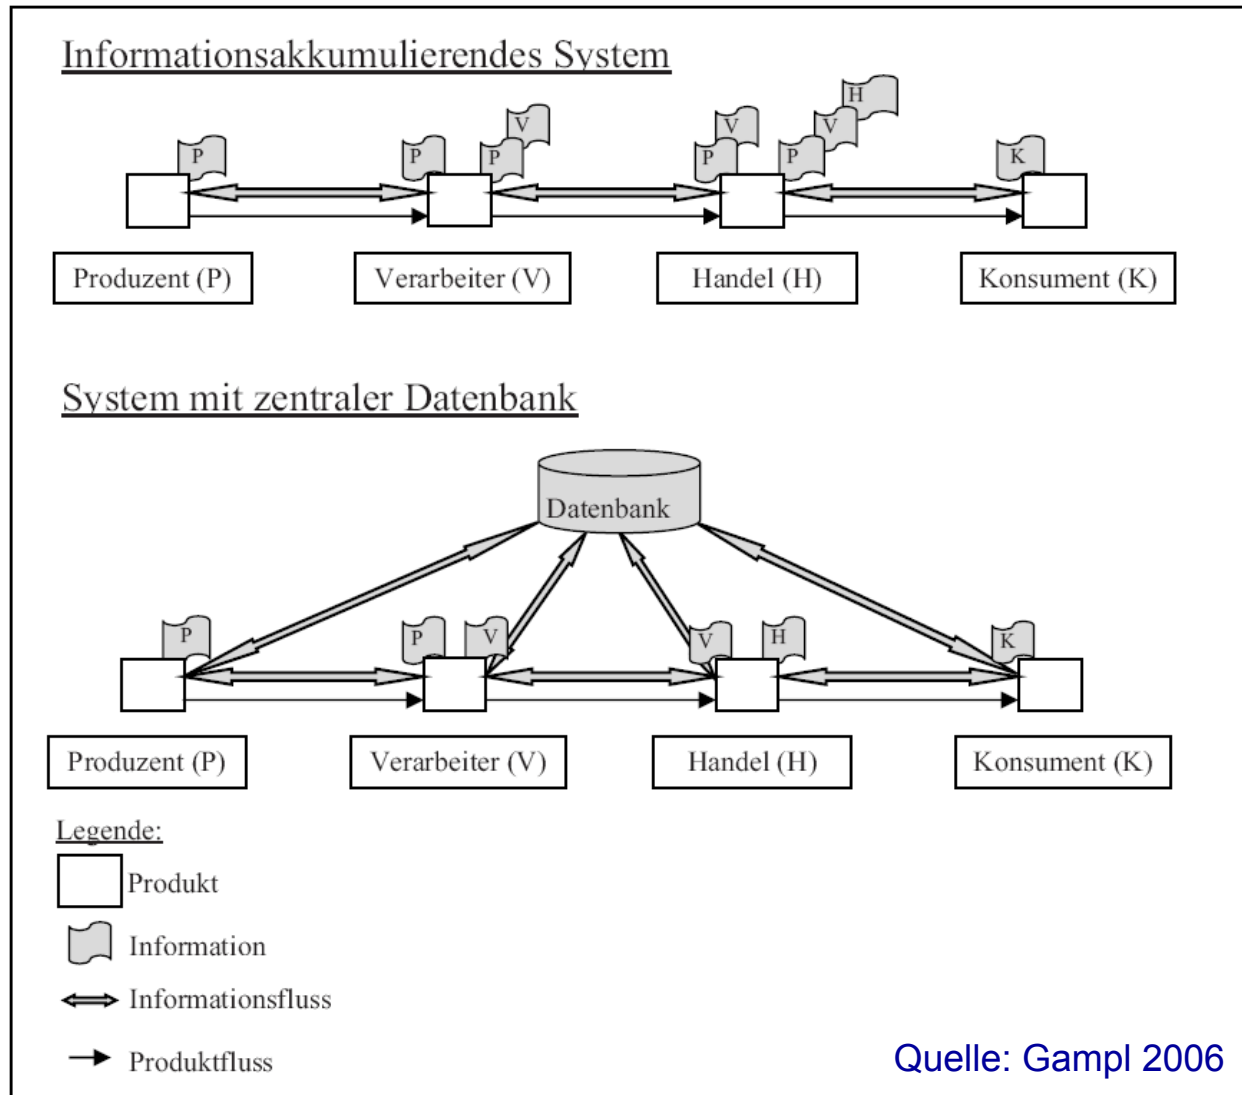 Informationsakkumulierendes System
H
V V V
P P P P P K
Produzent (P) Verarbeiter (V) Handel (H) Konsument (K)
System mit zentraler Datenbank
Datenbank
P P V V H K
Produzent (P) Verarbeiter (V) Handel (H) Konsument (K)
Legende:
Produkt
Information
Informationsfluss
Produktfluss
Quelle: Gampl 2006